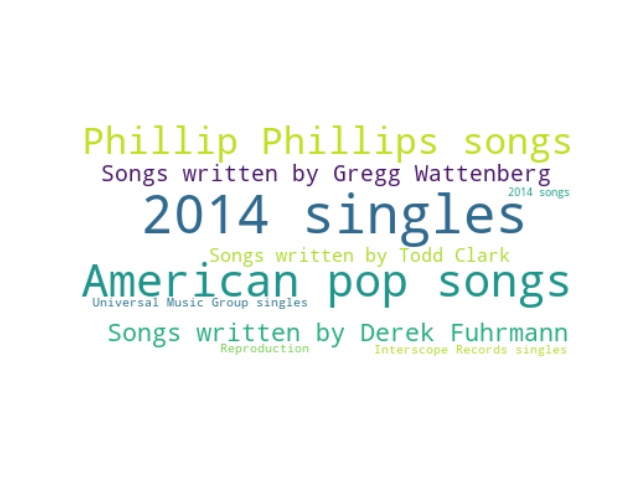 Phillip Phillips songs
Songs written by Gregg Wattenberg
2014 songs
2014 singles
Songs written by Todd Clark
American pop songs
Universal Music Group singles
Songs written by Derek Fuhrmann
Reproduction
Interscope Records singles